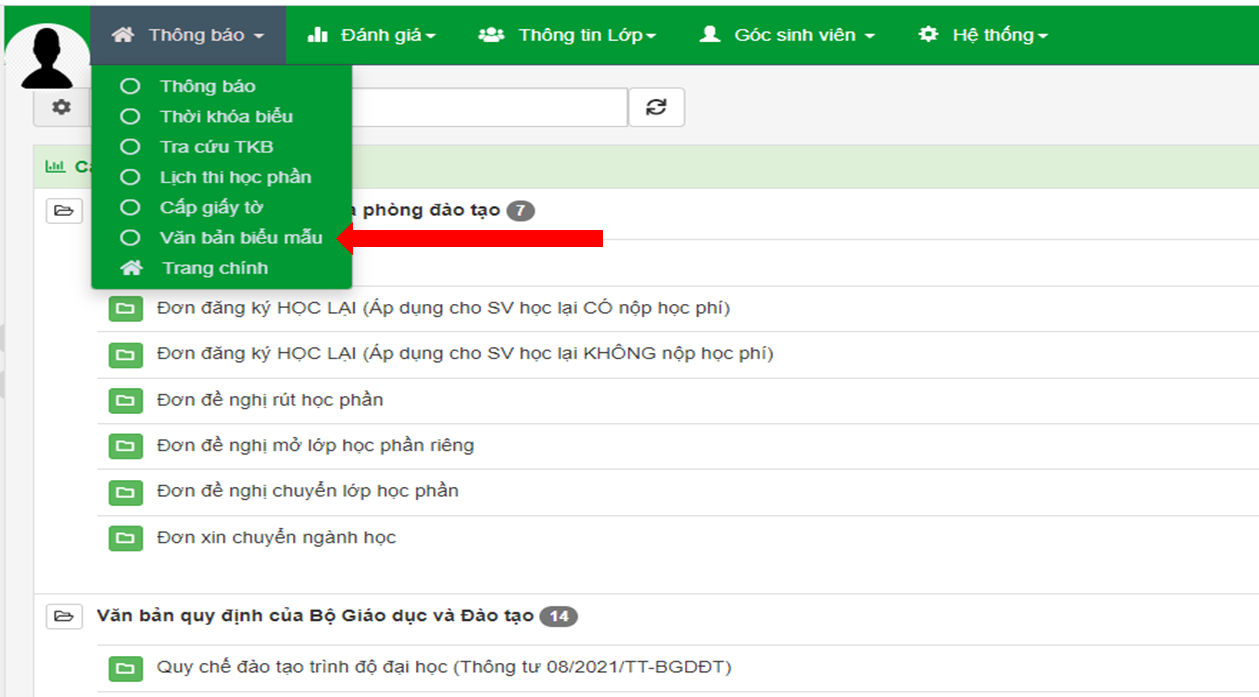 Thông báo
Đánh giá
Thông tin Lớp
Góc sinh viên
Hệ thống
Thông báo
Thời khóa biểu
Tra cứu TKB
Lịch thi học phần
Cấp giấy tờ
Văn bản biểu mẫu
Trang chính
phòng đào tạo 7
Đơn đăng ký HỌC LẠI (Áp dụng cho SV học lại CÓ nộp học phí)
Đơn đăng ký HỌC LẠI (Áp dụng cho SV học lại KHÔNG nộp học phí)
Đơn đề nghị rút học phần
Đơn đề nghị mở lớp học phần riêng
Đơn đề nghị chuyển lớp học phần
Đơn xin chuyển ngành học
Văn bản quy định của Bộ Giáo dục và Đào tạo 14
Quy chế đào tạo trình độ đại học (Thông tư 08/2021/TT-BGDĐT)